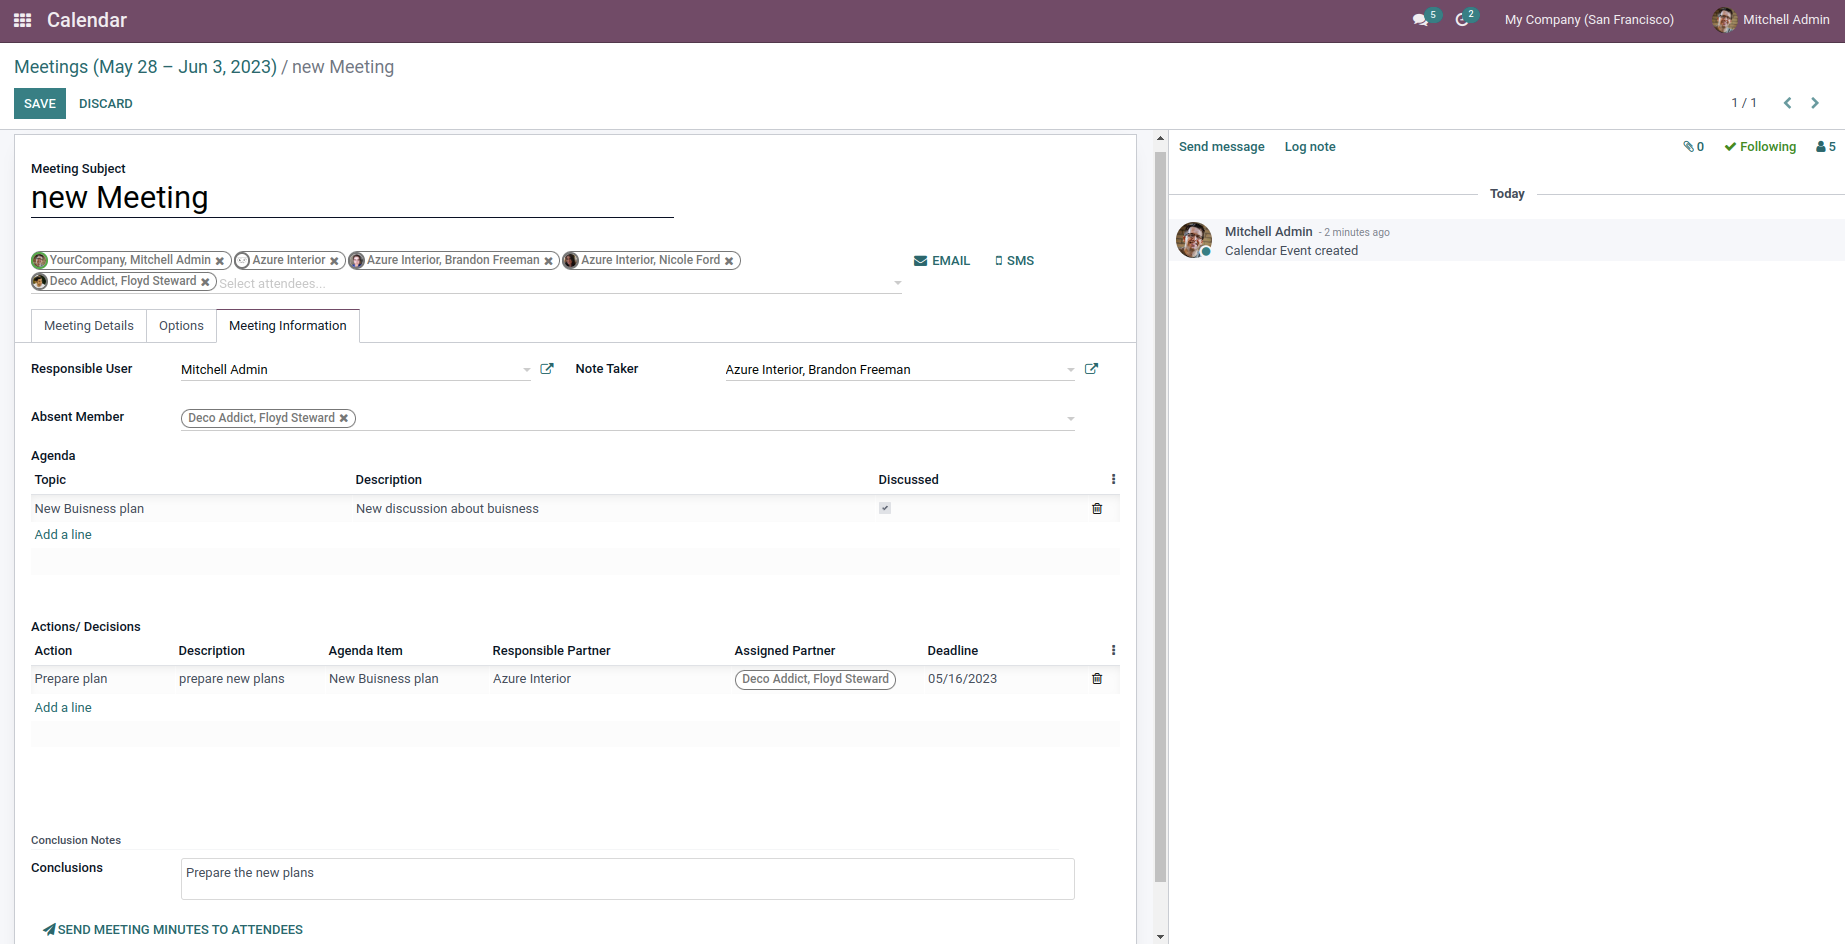 Calendar
5
2
My Company (San Francisco)
Mitchell Admin
Meetings (May 28 – Jun 3, 2023) / new Meeting
SAVE
DISCARD
1 / 1
Meeting Subject
new Meeting
YourCompany, Mitchell Admin
Azure Interior
Azure Interior, Brandon Freeman
Azure Interior, Nicole Ford
Deco Addict, Floyd Steward
Select attendees...
EMAIL
SMS
Meeting Details
Options
Meeting Information
Responsible User
Mitchell Admin
Note Taker
Azure Interior, Brandon Freeman
Absent Member
Deco Addict, Floyd Steward
Agenda
Topic
Description
Discussed
New Buisness plan
New discussion about buisness
Add a line
Actions/ Decisions
Action
Description
Agenda Item
Responsible Partner
Assigned Partner
Deadline
Prepare plan
prepare new plans
New Buisness plan
Azure Interior
Deco Addict, Floyd Steward
05/16/2023
Add a line
Conclusion Notes
Conclusions
Prepare the new plans
SEND MEETING MINUTES TO ATTENDEES
Send message
Log note
0
Following
5
Today
Mitchell Admin - 2 minutes ago
Calendar Event created